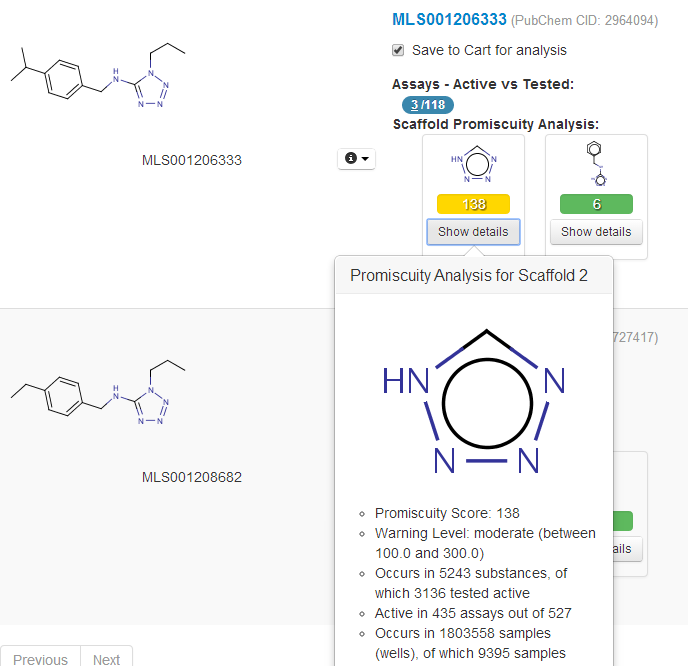 MLS001206333 (PubChem CID: 2964094)
Save to Cart for analysis
Assays - Active vs Tested:
3 /118
Scaffold Promiscuity Analysis:
H
N
N
N
N
N
MLS001206333
HN
N
N
N
138
6
Show details
Show details
Promiscuity Analysis for Scaffold 2
HN
N
N
N
727417)
H
N
N
N
N
N
MLS001208682
ails
Promiscuity Score: 138
Warning Level: moderate (between
100.0 and 300.0)
Occurs in 5243 substances, of
which 3136 tested active
Active in 435 assays out of 527
Occurs in 1803558 samples
(wells), of which 9395 samples
Previous
Next